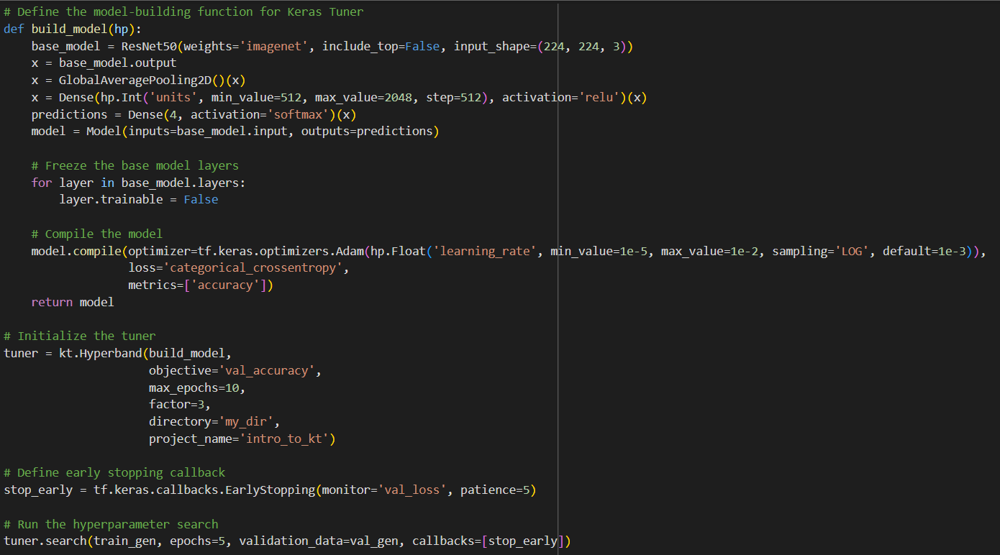 # Define the model-building function for Keras Tuner
def build_model(hp):
    base_model = ResNet50(weights='imagenet', include_top=False, input_shape=(224, 224, 3))
    x = base_model.output
    x = GlobalAveragePooling2D()(x)
    x = Dense(hp.Int('units', min_value=512, max_value=2048, step=512), activation='relu')(x)
    predictions = Dense(4, activation='softmax')(x)
    model = Model(inputs=base_model.input, outputs=predictions)

    # Freeze the base model layers
    for layer in base_model.layers:
        layer.trainable = False

    # Compile the model
    model.compile(optimizer=tf.keras.optimizers.Adam(hp.Float('learning_rate', min_value=1e-5, max_value=1e-2, sampling='LOG', default=1e-3)),
                  loss='categorical_crossentropy',
                  metrics=['accuracy'])
    return model

# Initialize the tuner
tuner = kt.Hyperband(build_model,
                     objective='val_accuracy',
                     max_epochs=10,
                     factor=3,
                     directory='my_dir',
                     project_name='intro_to_kt')

# Define early stopping callback
stop_early = tf.keras.callbacks.EarlyStopping(monitor='val_loss', patience=5)

# Run the hyperparameter search
tuner.search(train_gen, epochs=5, validation_data=val_gen, callbacks=[stop_early])